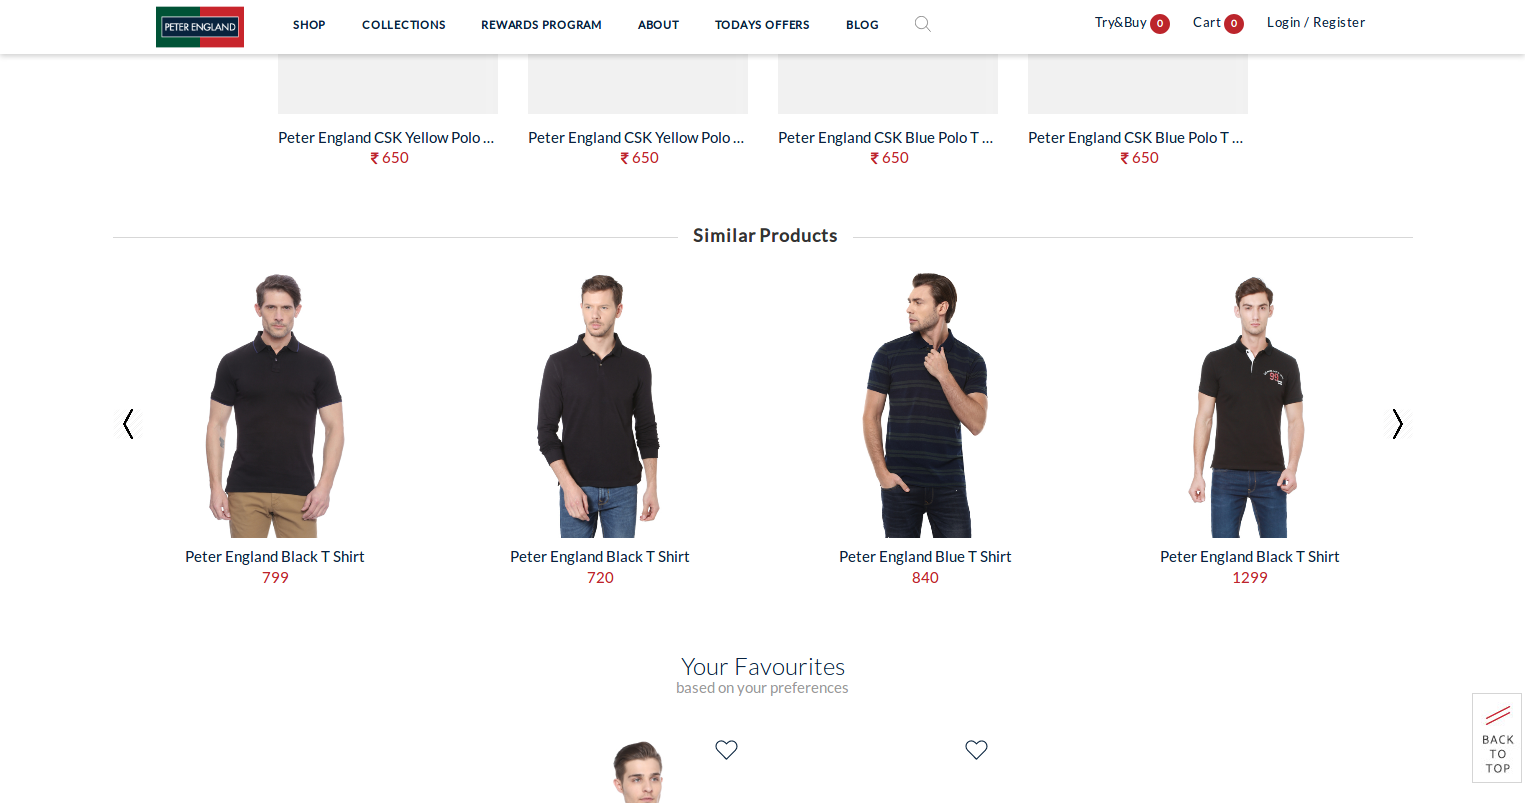 PETER ENGLAND
SHOP COLLECTIONS REWARDS PROGRAM ABOUT TODAYS OFFERS BLOG
Try&Buy 0 Cart 0 Login / Register
Peter England CSK Yellow Polo ...
₹ 650
Peter England CSK Yellow Polo ...
₹ 650
Peter England CSK Blue Polo T ...
₹ 650
Peter England CSK Blue Polo T ...
₹ 650
Similar Products
Peter England Black T Shirt
799
Peter England Black T Shirt
720
Peter England Blue T Shirt
840
Peter England Black T Shirt
1299
Your Favourites
based on your preferences
BACK
TO
TOP